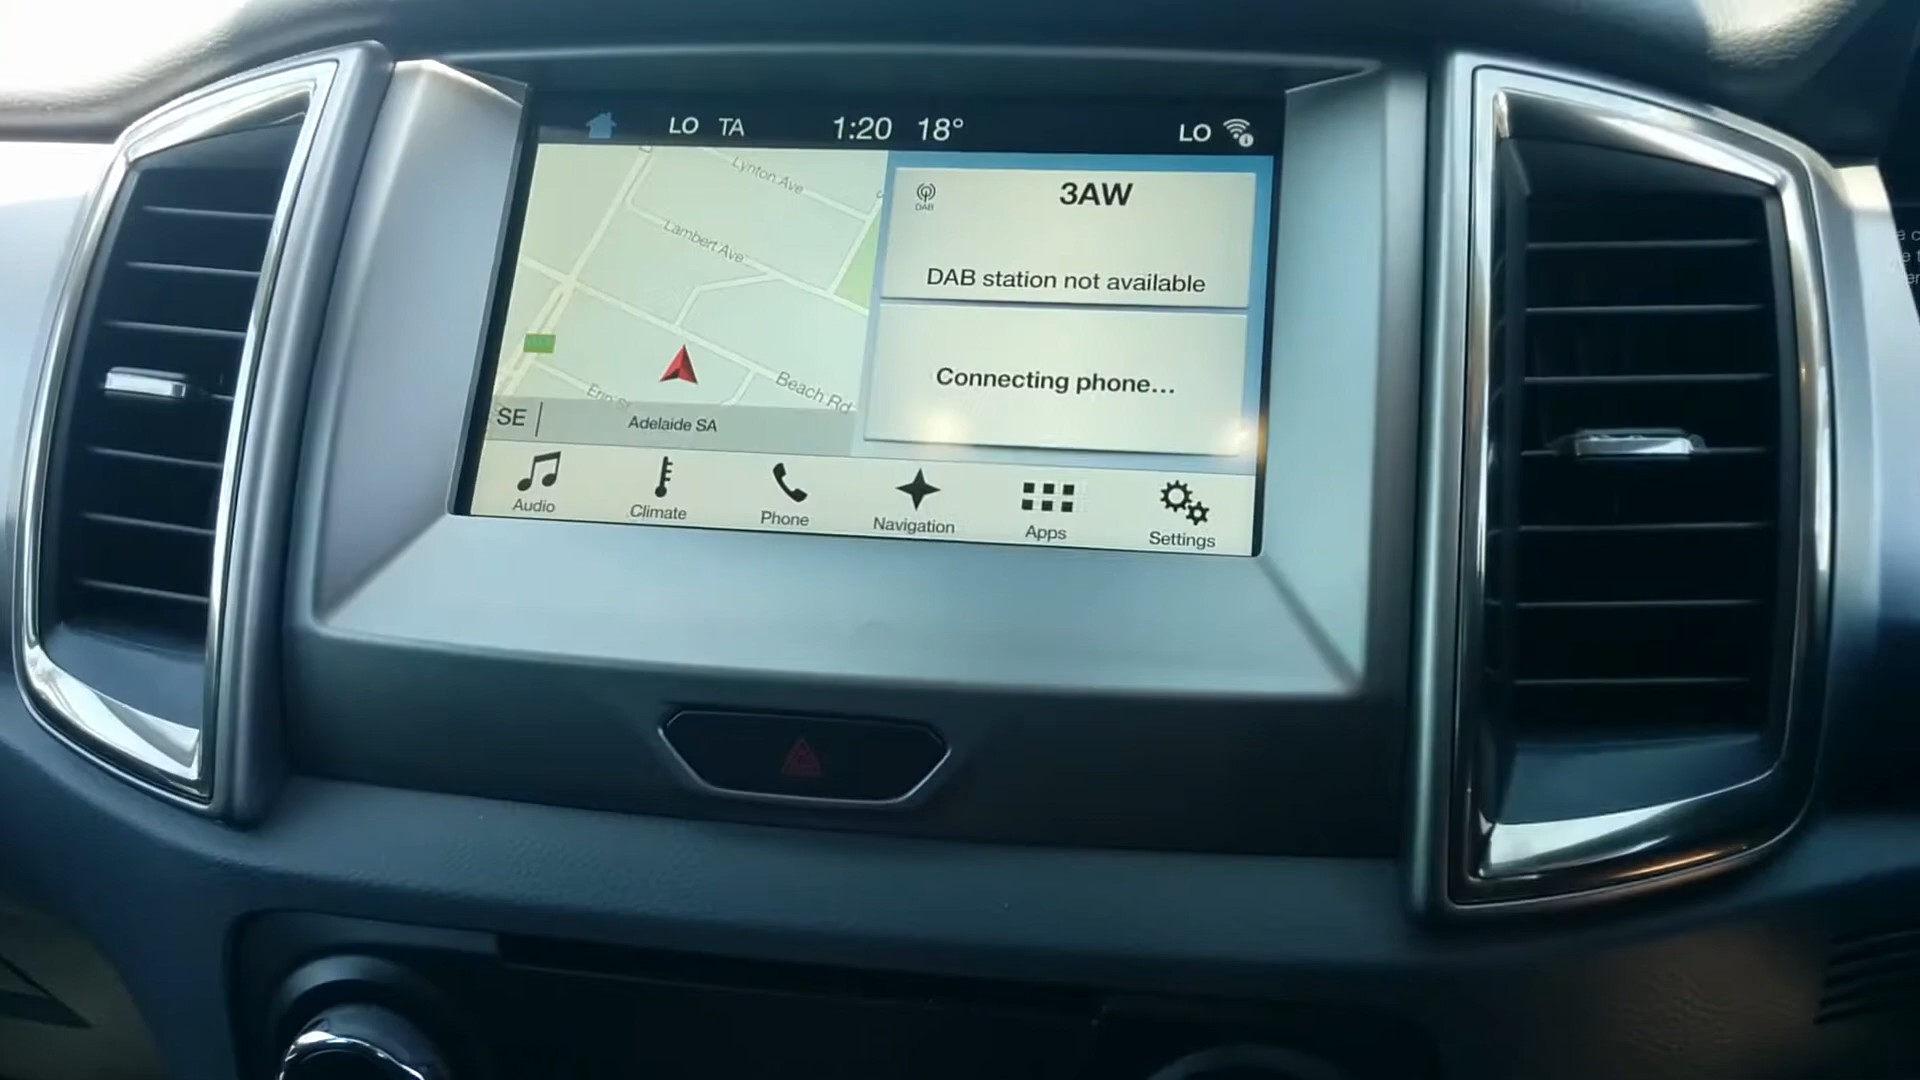 LO TA 1:20 18° LO
Lynton Ave
Lambert Ave
Beach Rd
SE
Adelaide SA
DAB
3AW
DAB station not available
Connecting phone...
Audio
Climate
Phone
Navigation
Apps
Settings